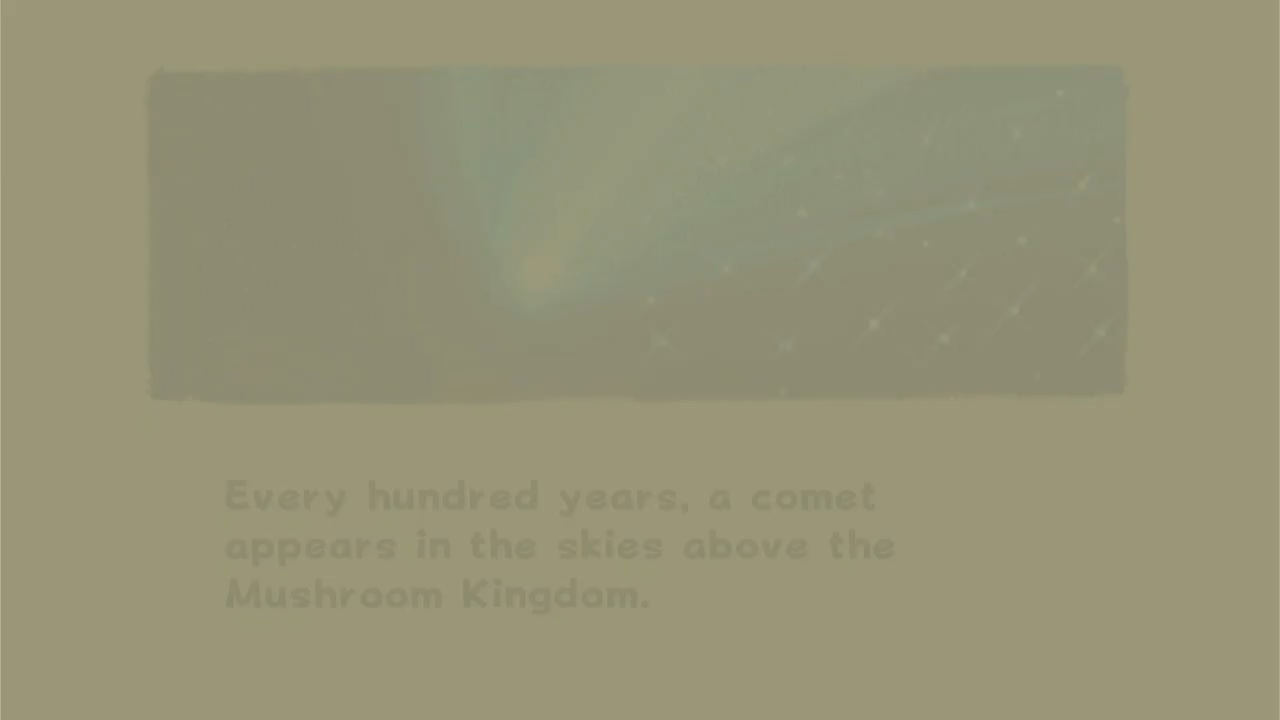 Every hundred years, a comet
appears in the skies above the
Mushroom Kingdom.